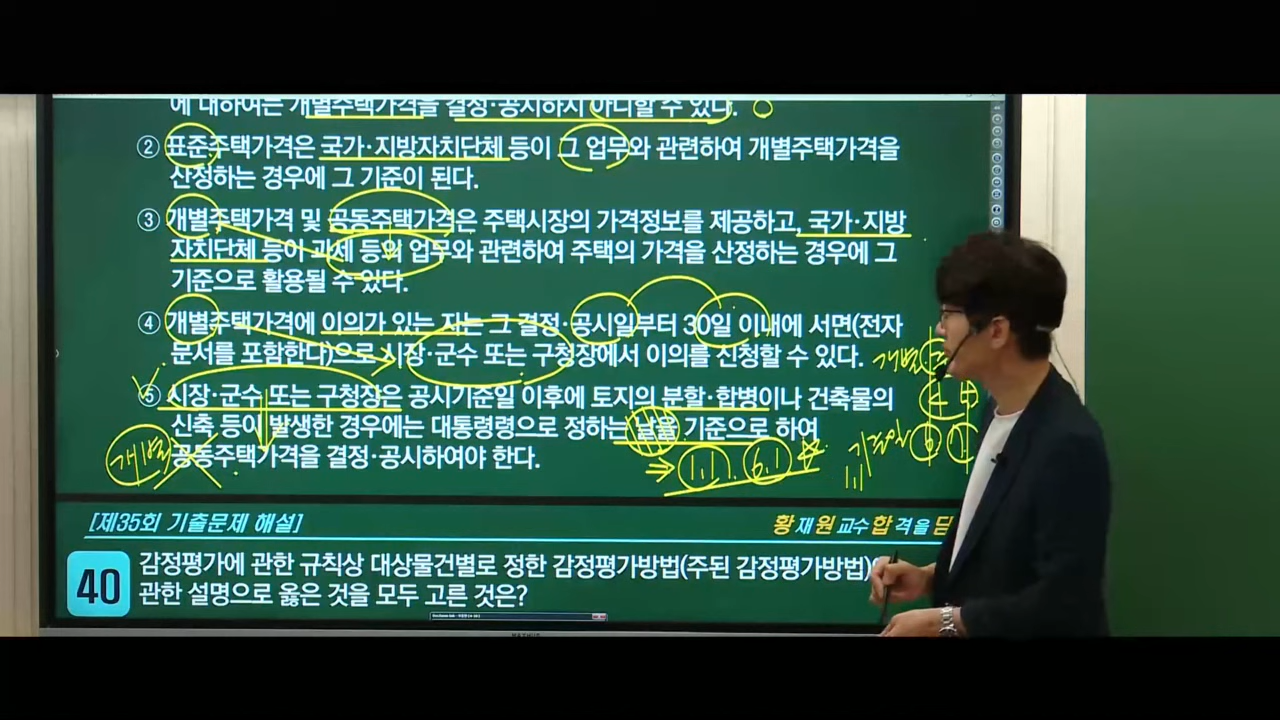 에 대하여는 개별주택가격을 결정·공시하지 아니할 수 있다.
② 표준주택가격은 국가·지방자치단체 등이 그 업무와 관련하여 개별주택가격을
산정하는 경우에 그 기준이 된다.
③ 개별주택가격 및 공동주택가격은 주택시장의 가격정보를 제공하고, 국가·지방
자치단체 등이 과세 등의 업무와 관련하여 주택의 가격을 산정하는 경우에 그
기준으로 활용될 수 있다.
④ 개별주택가격에 이의가 있는 자는 그 결정·공시일부터 30일 이내에 서면(전자
문서를 포함한다)으로 시장·군수 또는 구청장에게 이의를 신청할 수 있다.
개별
⑤ 시장·군수 또는 구청장은 공시기준일 이후에 토지의 분할·합병이나 건축물의
신축 등이 발생한 경우에는 대통령령으로 정하는 날을 기준으로 하여
개별 공동주택가격을 결정·공시하여야 한다.
1.1. 6.1
[제35회 기출문제 해설]
황재원교수합격을 담
40 감정평가에 관한 규칙상 대상물건별로 정한 감정평가방법(주된 감정평가방법)에
관한 설명으로 옳은 것을 모두 고른 것은?